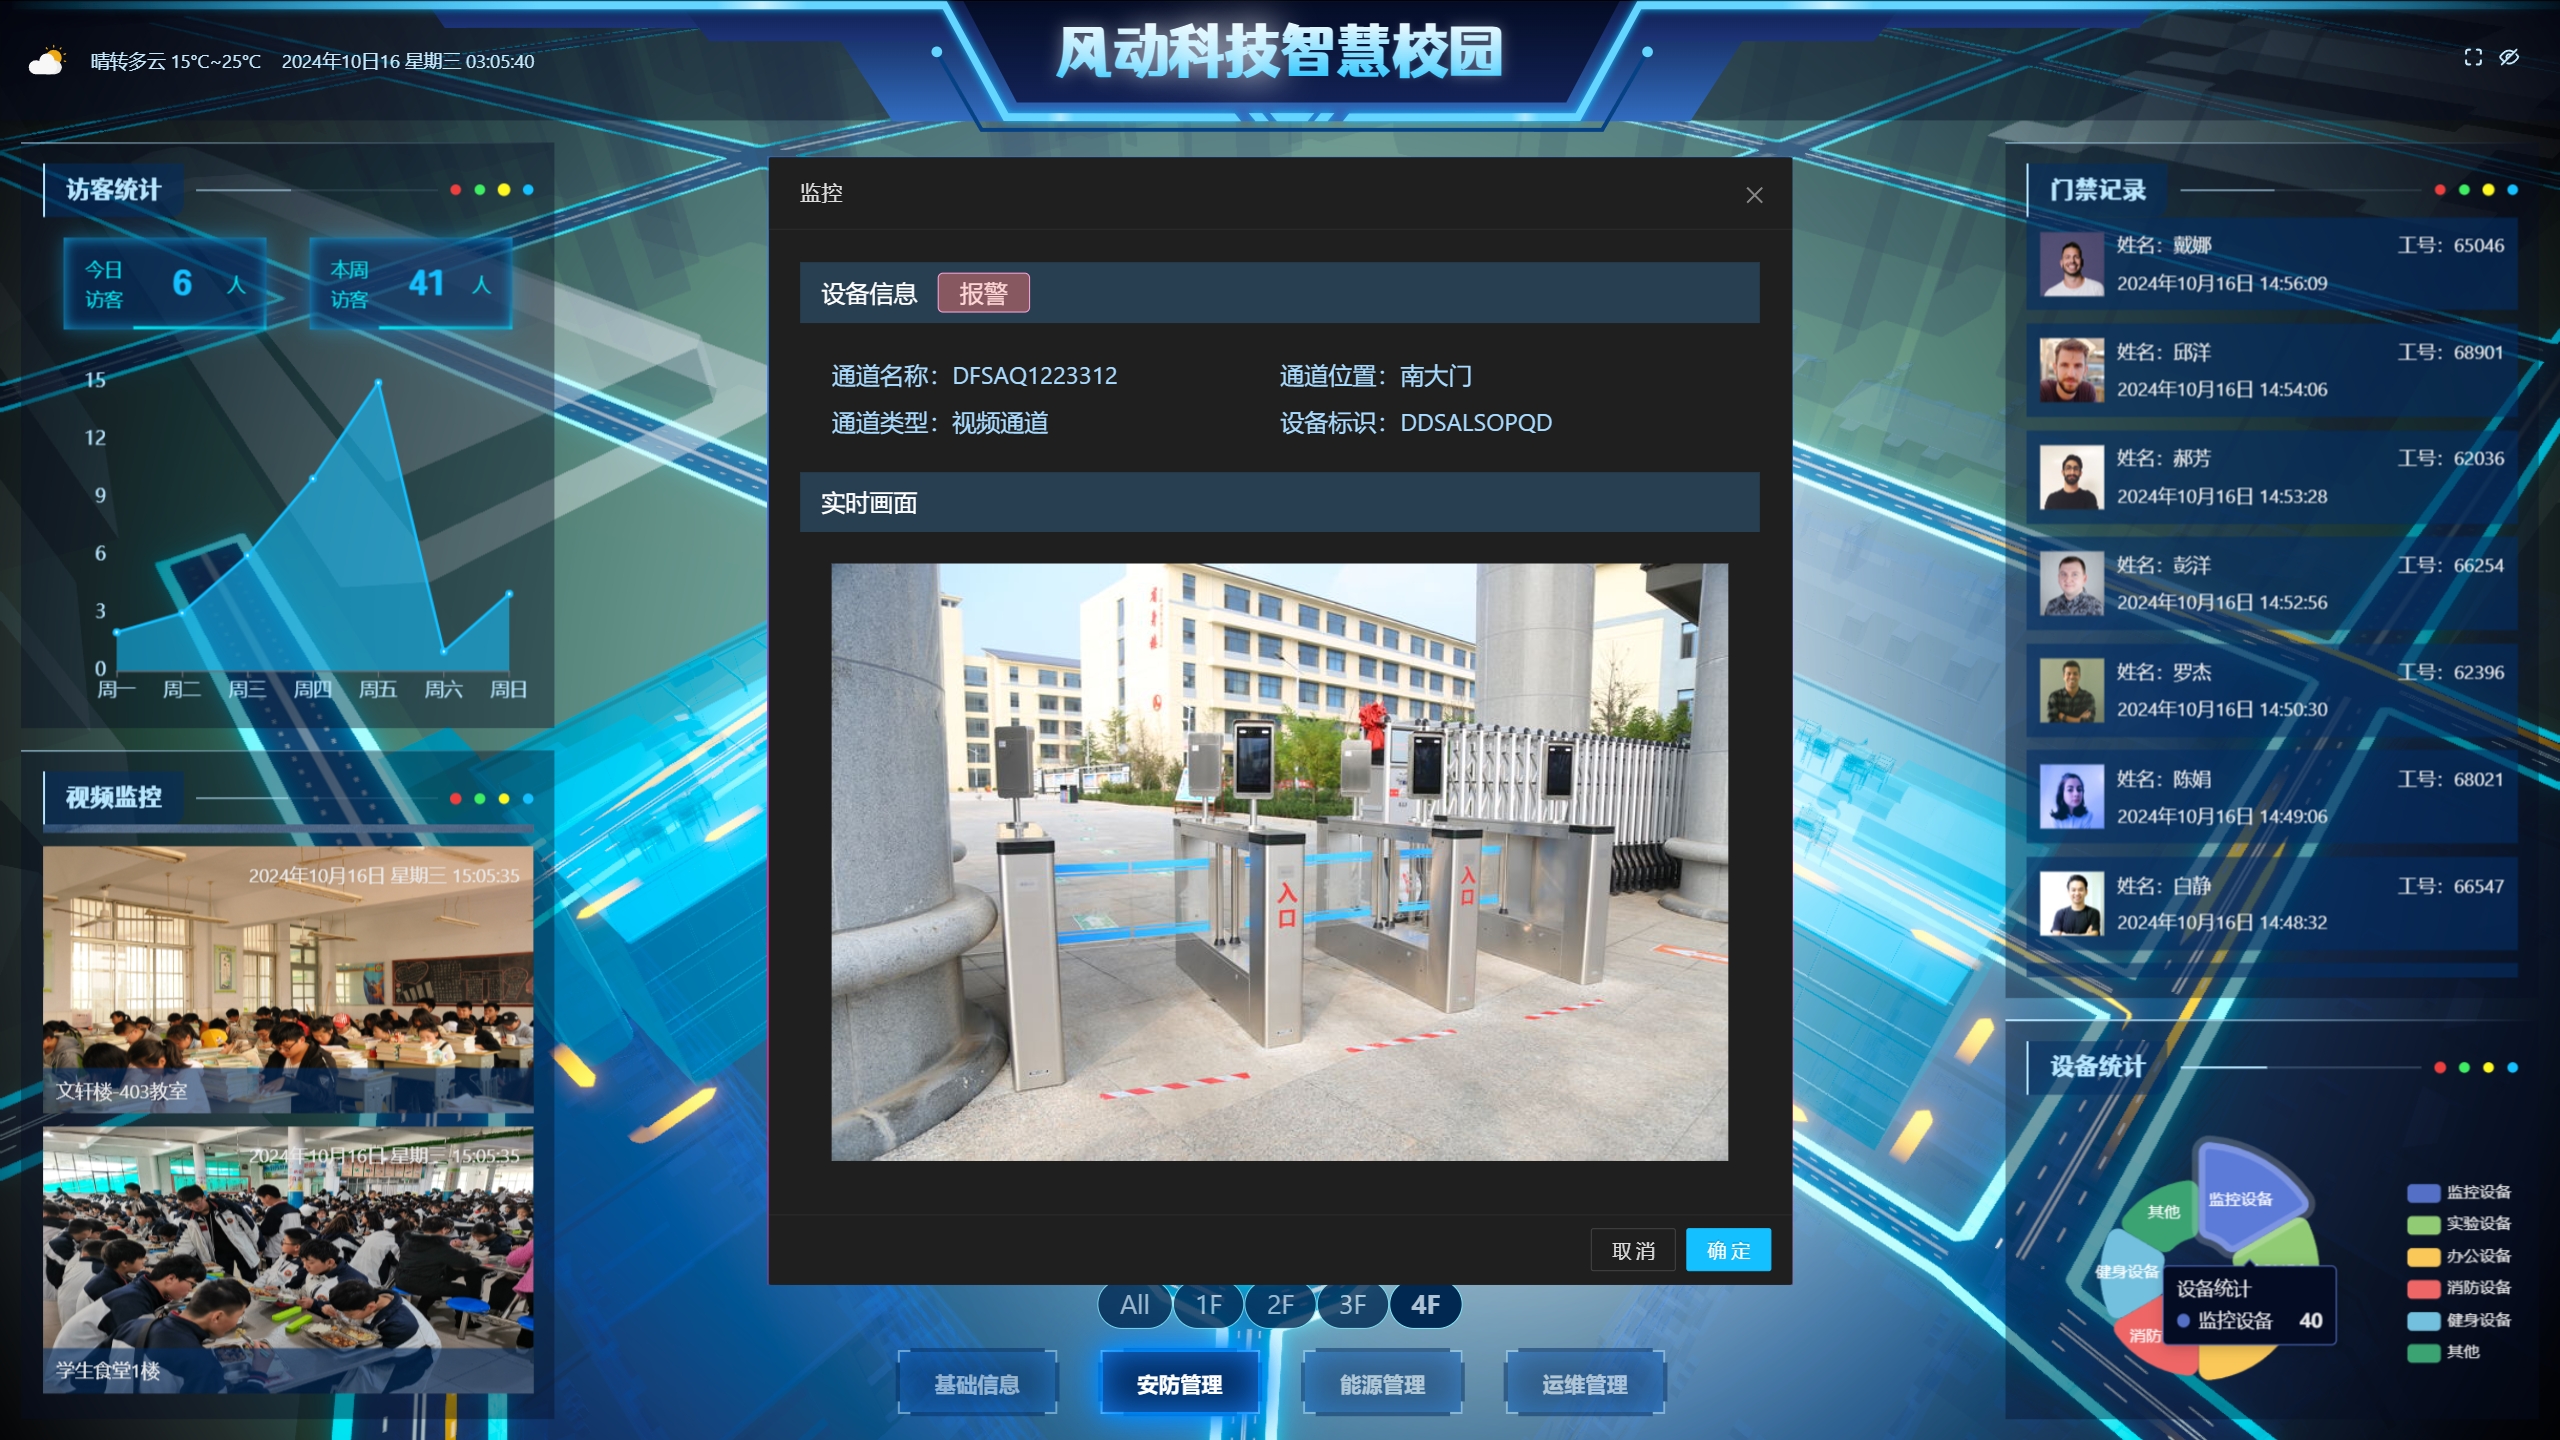 风动科技智慧校园
晴转多云 15°C~25°C 2024年10日16 星期三 03:05:40
访客统计
今日访客 6 人
本周访客 41 人
15
12
9
6
3
0
周一 周二 周三 周四 周五 周六 周日
视频监控
2024年10月16日 星期三 15:05:35
文轩楼-403教室
2024年10月16日 星期三 15:05:35
学生食堂1楼
监控
设备信息 报警
通道名称：DFSAQ1223312 通道位置：南大门
通道类型：视频通道 设备标识：DDSALSOPQD
实时画面
入口
入口
取消 确定
All 1F 2F 3F 4F
基础信息 安防管理 能源管理 运维管理
门禁记录
姓名：戴娜 工号：65046
2024年10月16日 14:56:09
姓名：邱洋 工号：68901
2024年10月16日 14:54:06
姓名：郝芳 工号：62036
2024年10月16日 14:53:28
姓名：彭洋 工号：66254
2024年10月16日 14:52:56
姓名：罗杰 工号：62396
2024年10月16日 14:50:30
姓名：陈娟 工号：68021
2024年10月16日 14:49:06
姓名：白静 工号：66547
2024年10月16日 14:48:32
设备统计
监控设备
其他
健身设备
消防
设备统计
监控设备 40
监控设备
实验设备
办公设备
消防设备
健身设备
其他